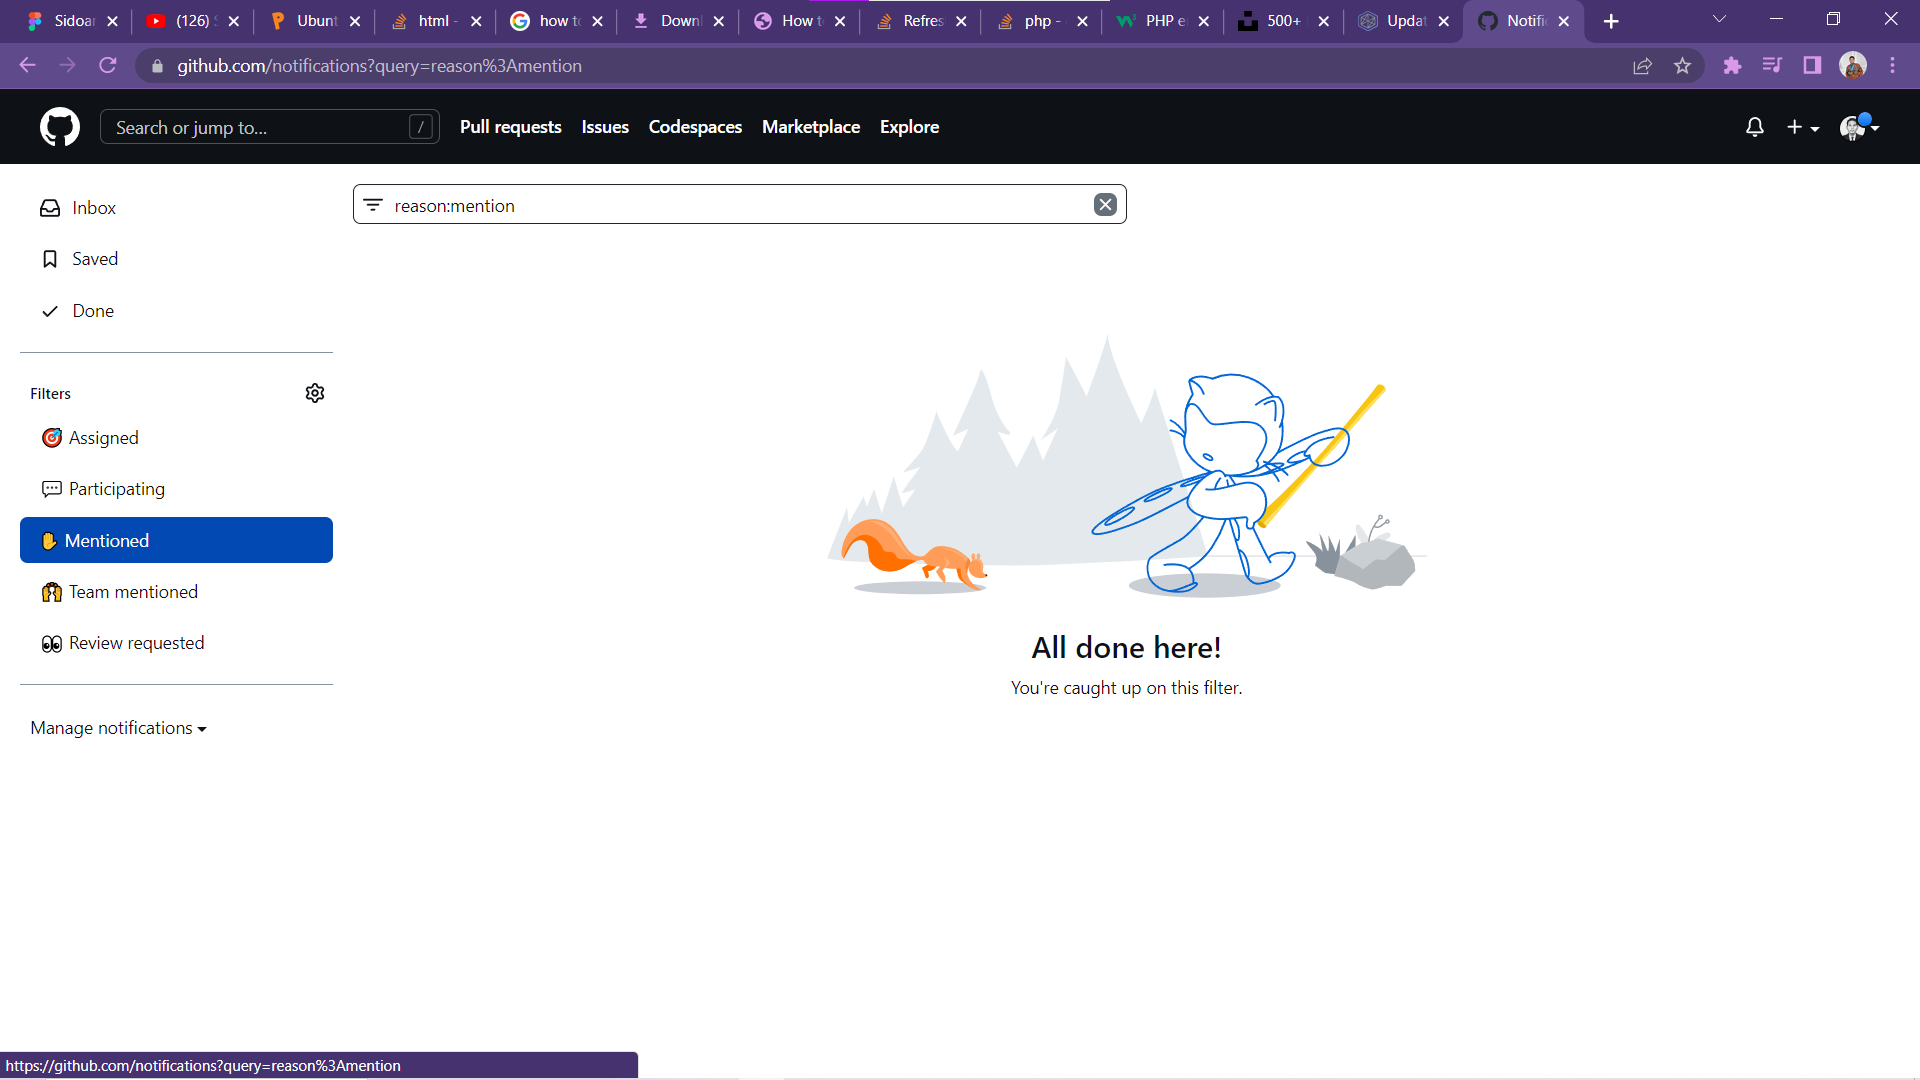 Sidoar
(126)
Ubunt
html -
how to
Downl
How to
Refres
php -
PHP e
500+
Updat
Notific
github.com/notifications?query=reason%3Amention
Search or jump to... /
Pull requests
Issues
Codespaces
Marketplace
Explore
Inbox
Saved
Done
reason:mention
Filters
Assigned
Participating
Mentioned
Team mentioned
Review requested
Manage notifications
All done here!
You're caught up on this filter.
https://github.com/notifications?query=reason%3Amention